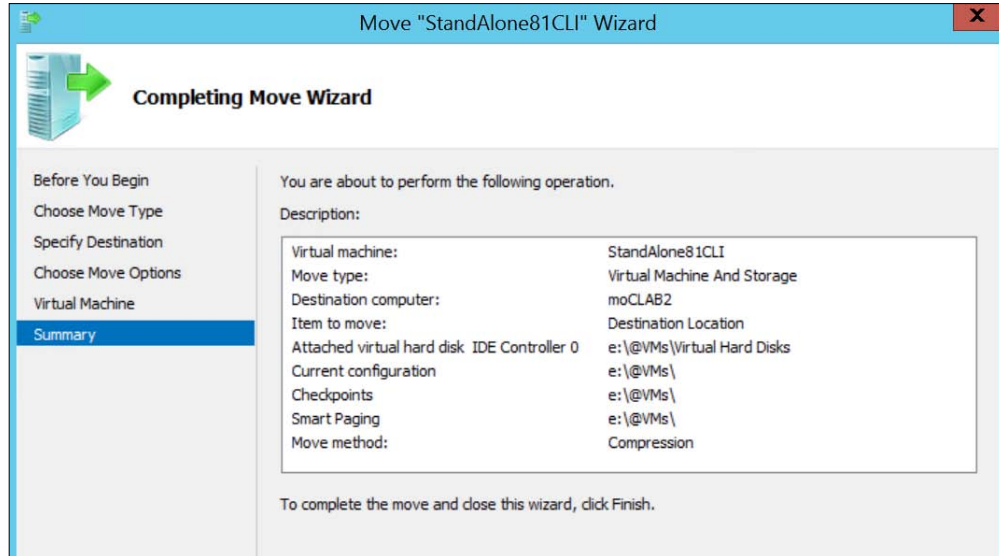 Move "StandAlone81CLI" Wizard
X
Completing Move Wizard
Before You Begin
Choose Move Type
Specify Destination
Choose Move Options
Virtual Machine
Summary
You are about to perform the following operation.
Description:
Virtual machine: StandAlone81CLI
Move type: Virtual Machine And Storage
Destination computer: moCLAB2
Item to move: Destination Location
Attached virtual hard disk IDE Controller 0 e:\@VMs\Virtual Hard Disks
Current configuration e:\@VMs\
Checkpoints e:\@VMs\
Smart Paging e:\@VMs\
Move method: Compression
To complete the move and close this wizard, click Finish.